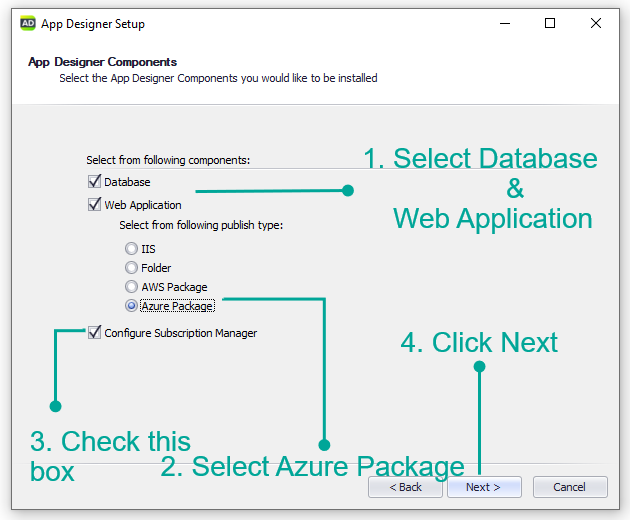 App Designer Setup
App Designer Components
Select the App Designer Components you would like to be installed
Select from following components:
1. Select Database
&
Web Application
Database
Web Application
Select from following publish type:
IIS
Folder
AWS Package
Azure Package
Configure Subscription Manager
4. Click Next
3. Check this
box
2. Select Azure Package
< Back
Next >
Cancel